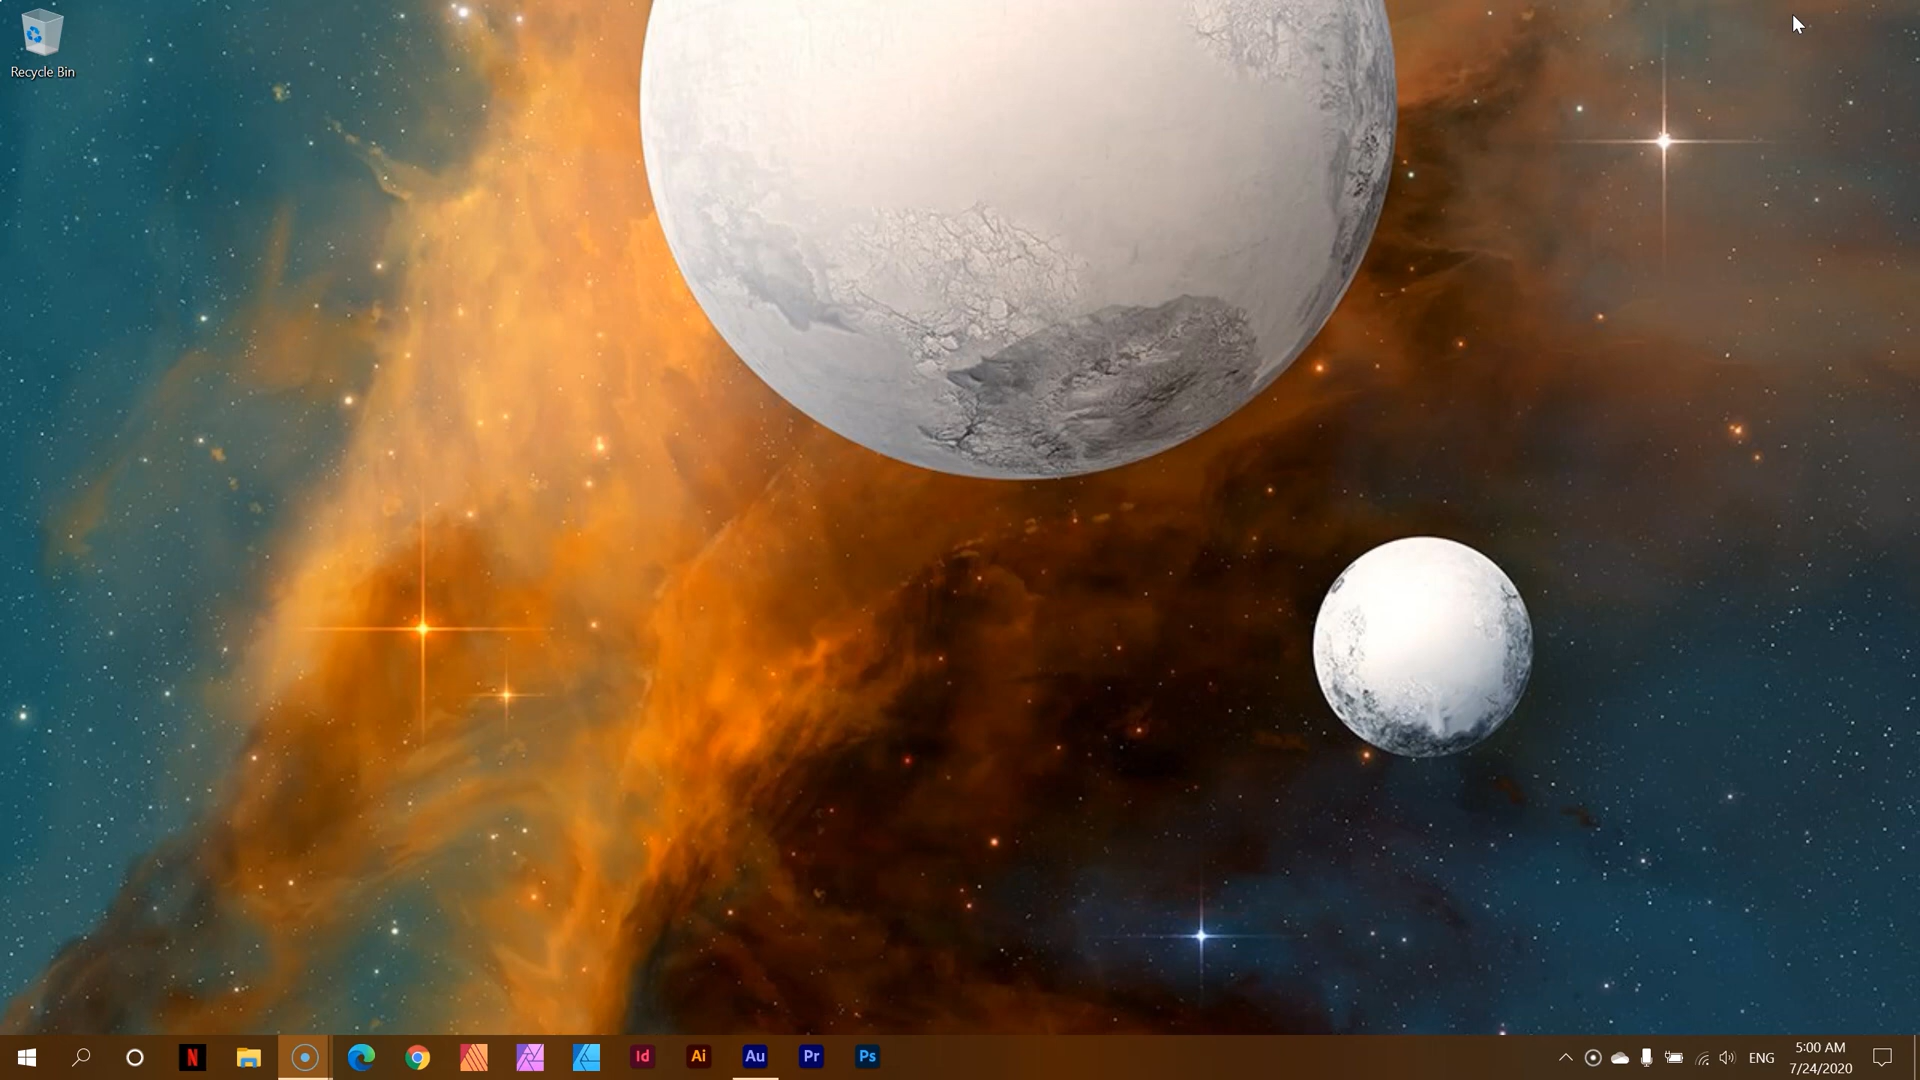 Recycle Bin
N
Id
Ai
Au
Pr
Ps
ENG
5:00 AM
7/24/2020